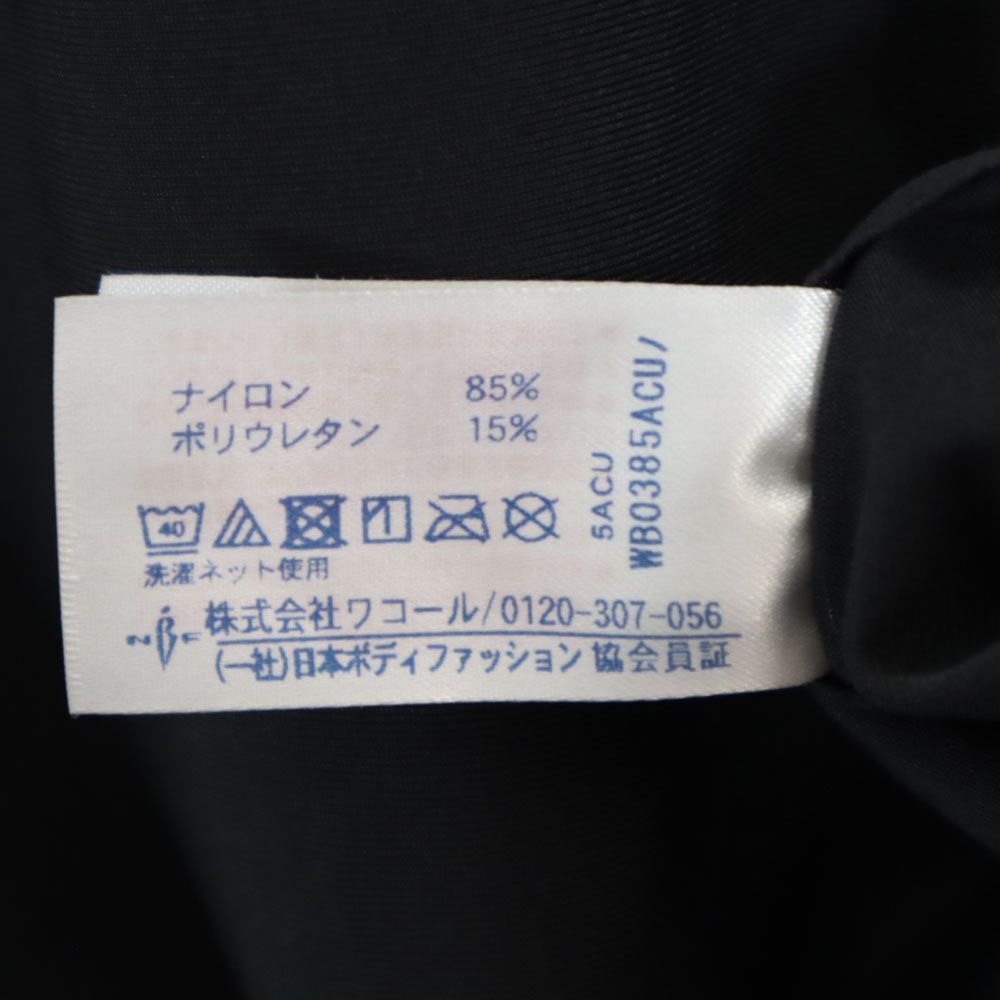 ナイロン 85%
ポリウレタン 15%
40
洗濯ネット使用
株式会社ワコール/0120-307-056
(一社)日本ボディファッション協会員証
5ACU
WB0385ACU/